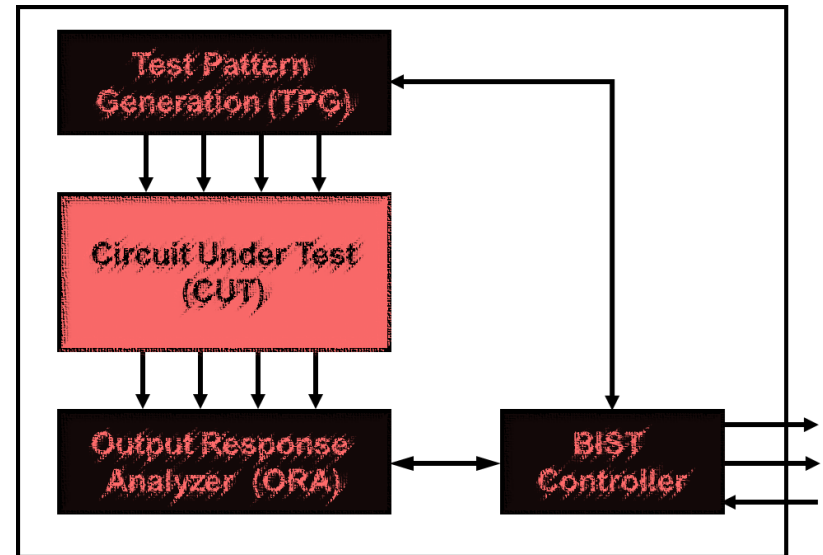 Test Pattern
Generation (TPG)
Circuit Under Test
(CUT)
Output Response
Analyzer (ORA)
BIST
Controller